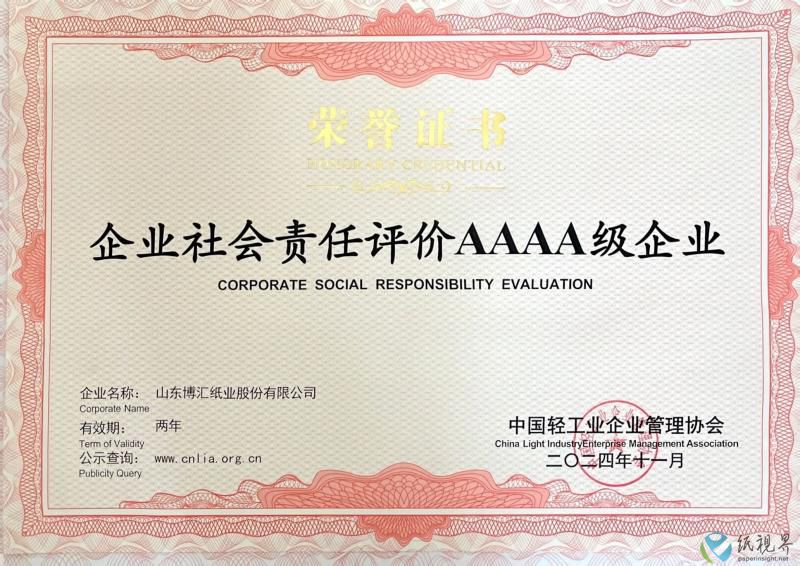 荣誉证书
HONORARY CREDENTIAL
企业社会责任评价AAAA级企业
CORPORATE SOCIAL RESPONSIBILITY EVALUATION
企业名称：山东博汇纸业股份有限公司
Corporate Name
有效期：两年
Term of Validity
公示查询：www.cnlia.org.cn
Publicity Query
中国轻工业企业管理协会
China Light IndustryEnterprise Management Association
二〇二四年十一月
纸视界
paperinsight.net